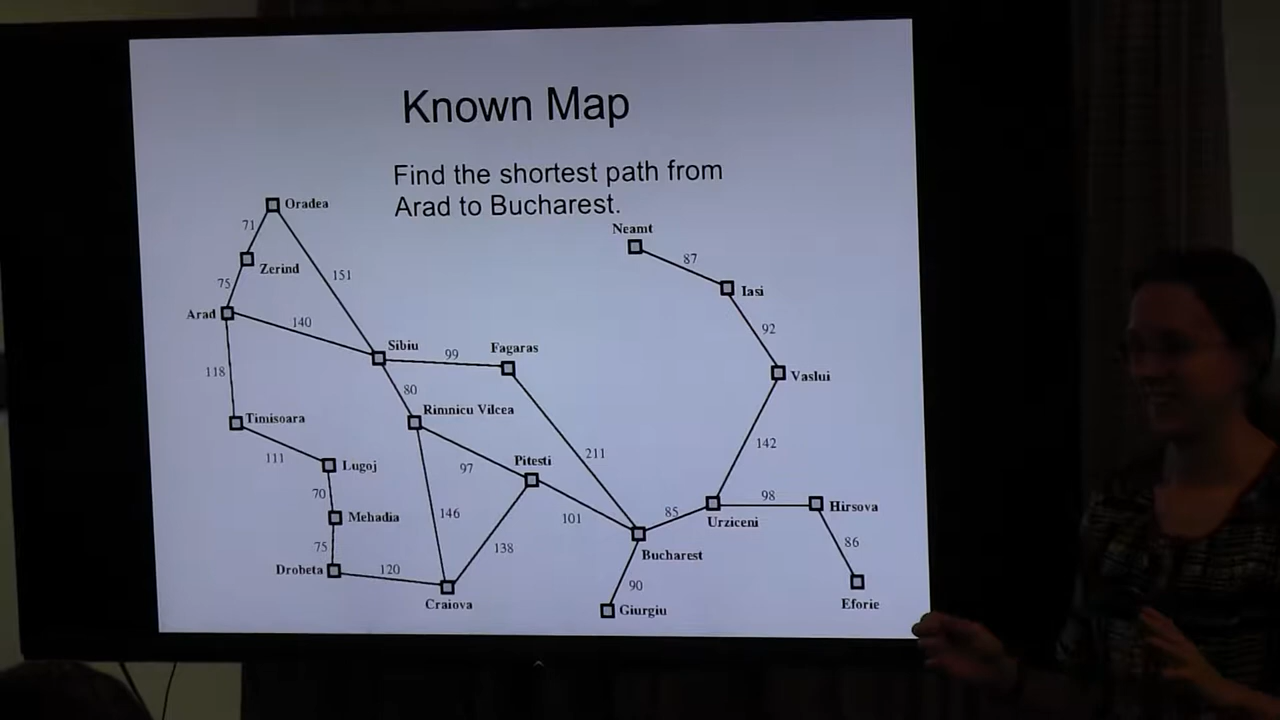 Known Map
Find the shortest path from
Arad to Bucharest.
Oradea
Neamt
71
87
Zerind
151
Iasi
75
Arad
140
92
Sibiu
99
Fagaras
118
80
Vaslui
Timisoara
Rimnicu Vilcea
142
111
Lugoj
97
Pitesti
211
70
98
Mehadia
146
101
85
Urziceni
Hirsova
75
138
Bucharest
86
Drobeta
120
90
Craiova
Giurgiu
Eforie